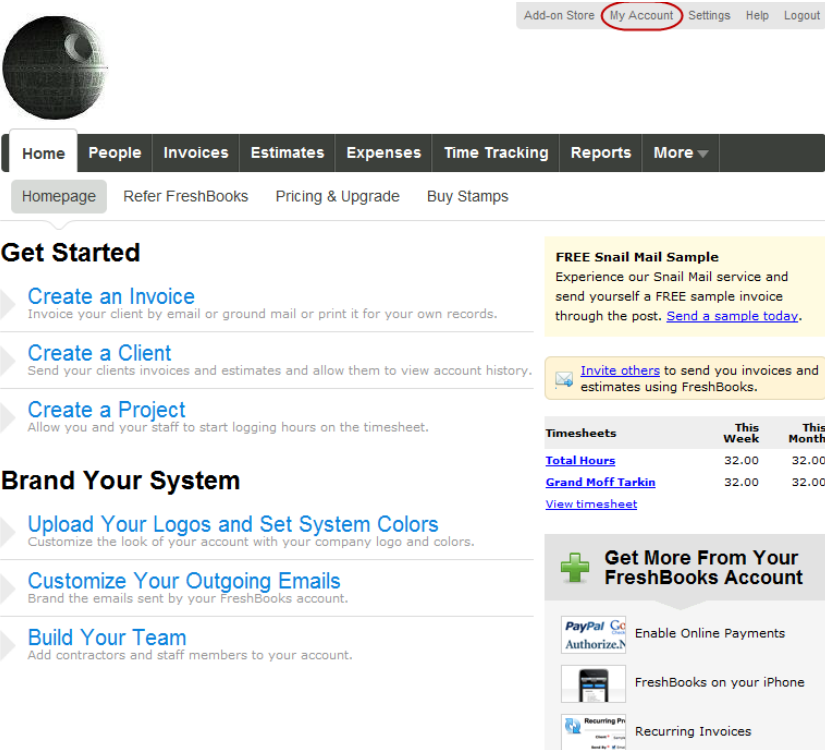 Add-on Store My Account Settings Help Logout
Home People Invoices Estimates Expenses Time Tracking Reports More
Homepage Refer FreshBooks Pricing & Upgrade Buy Stamps
Get Started
Create an Invoice
Invoice your client by email or ground mail or print it for your own records.
Create a Client
Send your clients invoices and estimates and allow them to view account history.
Create a Project
Allow you and your staff to start logging hours on the timesheet.
Brand Your System
Upload Your Logos and Set System Colors
Customize the look of your account with your company logo and colors.
Customize Your Outgoing Emails
Brand the emails sent by your FreshBooks account.
Build Your Team
Add contractors and staff members to your account.
FREE Snail Mail Sample
Experience our Snail Mail service and
send yourself a FREE sample invoice
through the post. Send a sample today.
Invite others to send you invoices and
estimates using FreshBooks.
Timesheets This Week This Month
Total Hours 32.00 32.00
Grand Moff Tarkin 32.00 32.00
View timesheet
Get More From Your
FreshBooks Account
PayPal Go
Authorize.N
Enable Online Payments
FreshBooks on your iPhone
Recurring Pr
Recurring Invoices